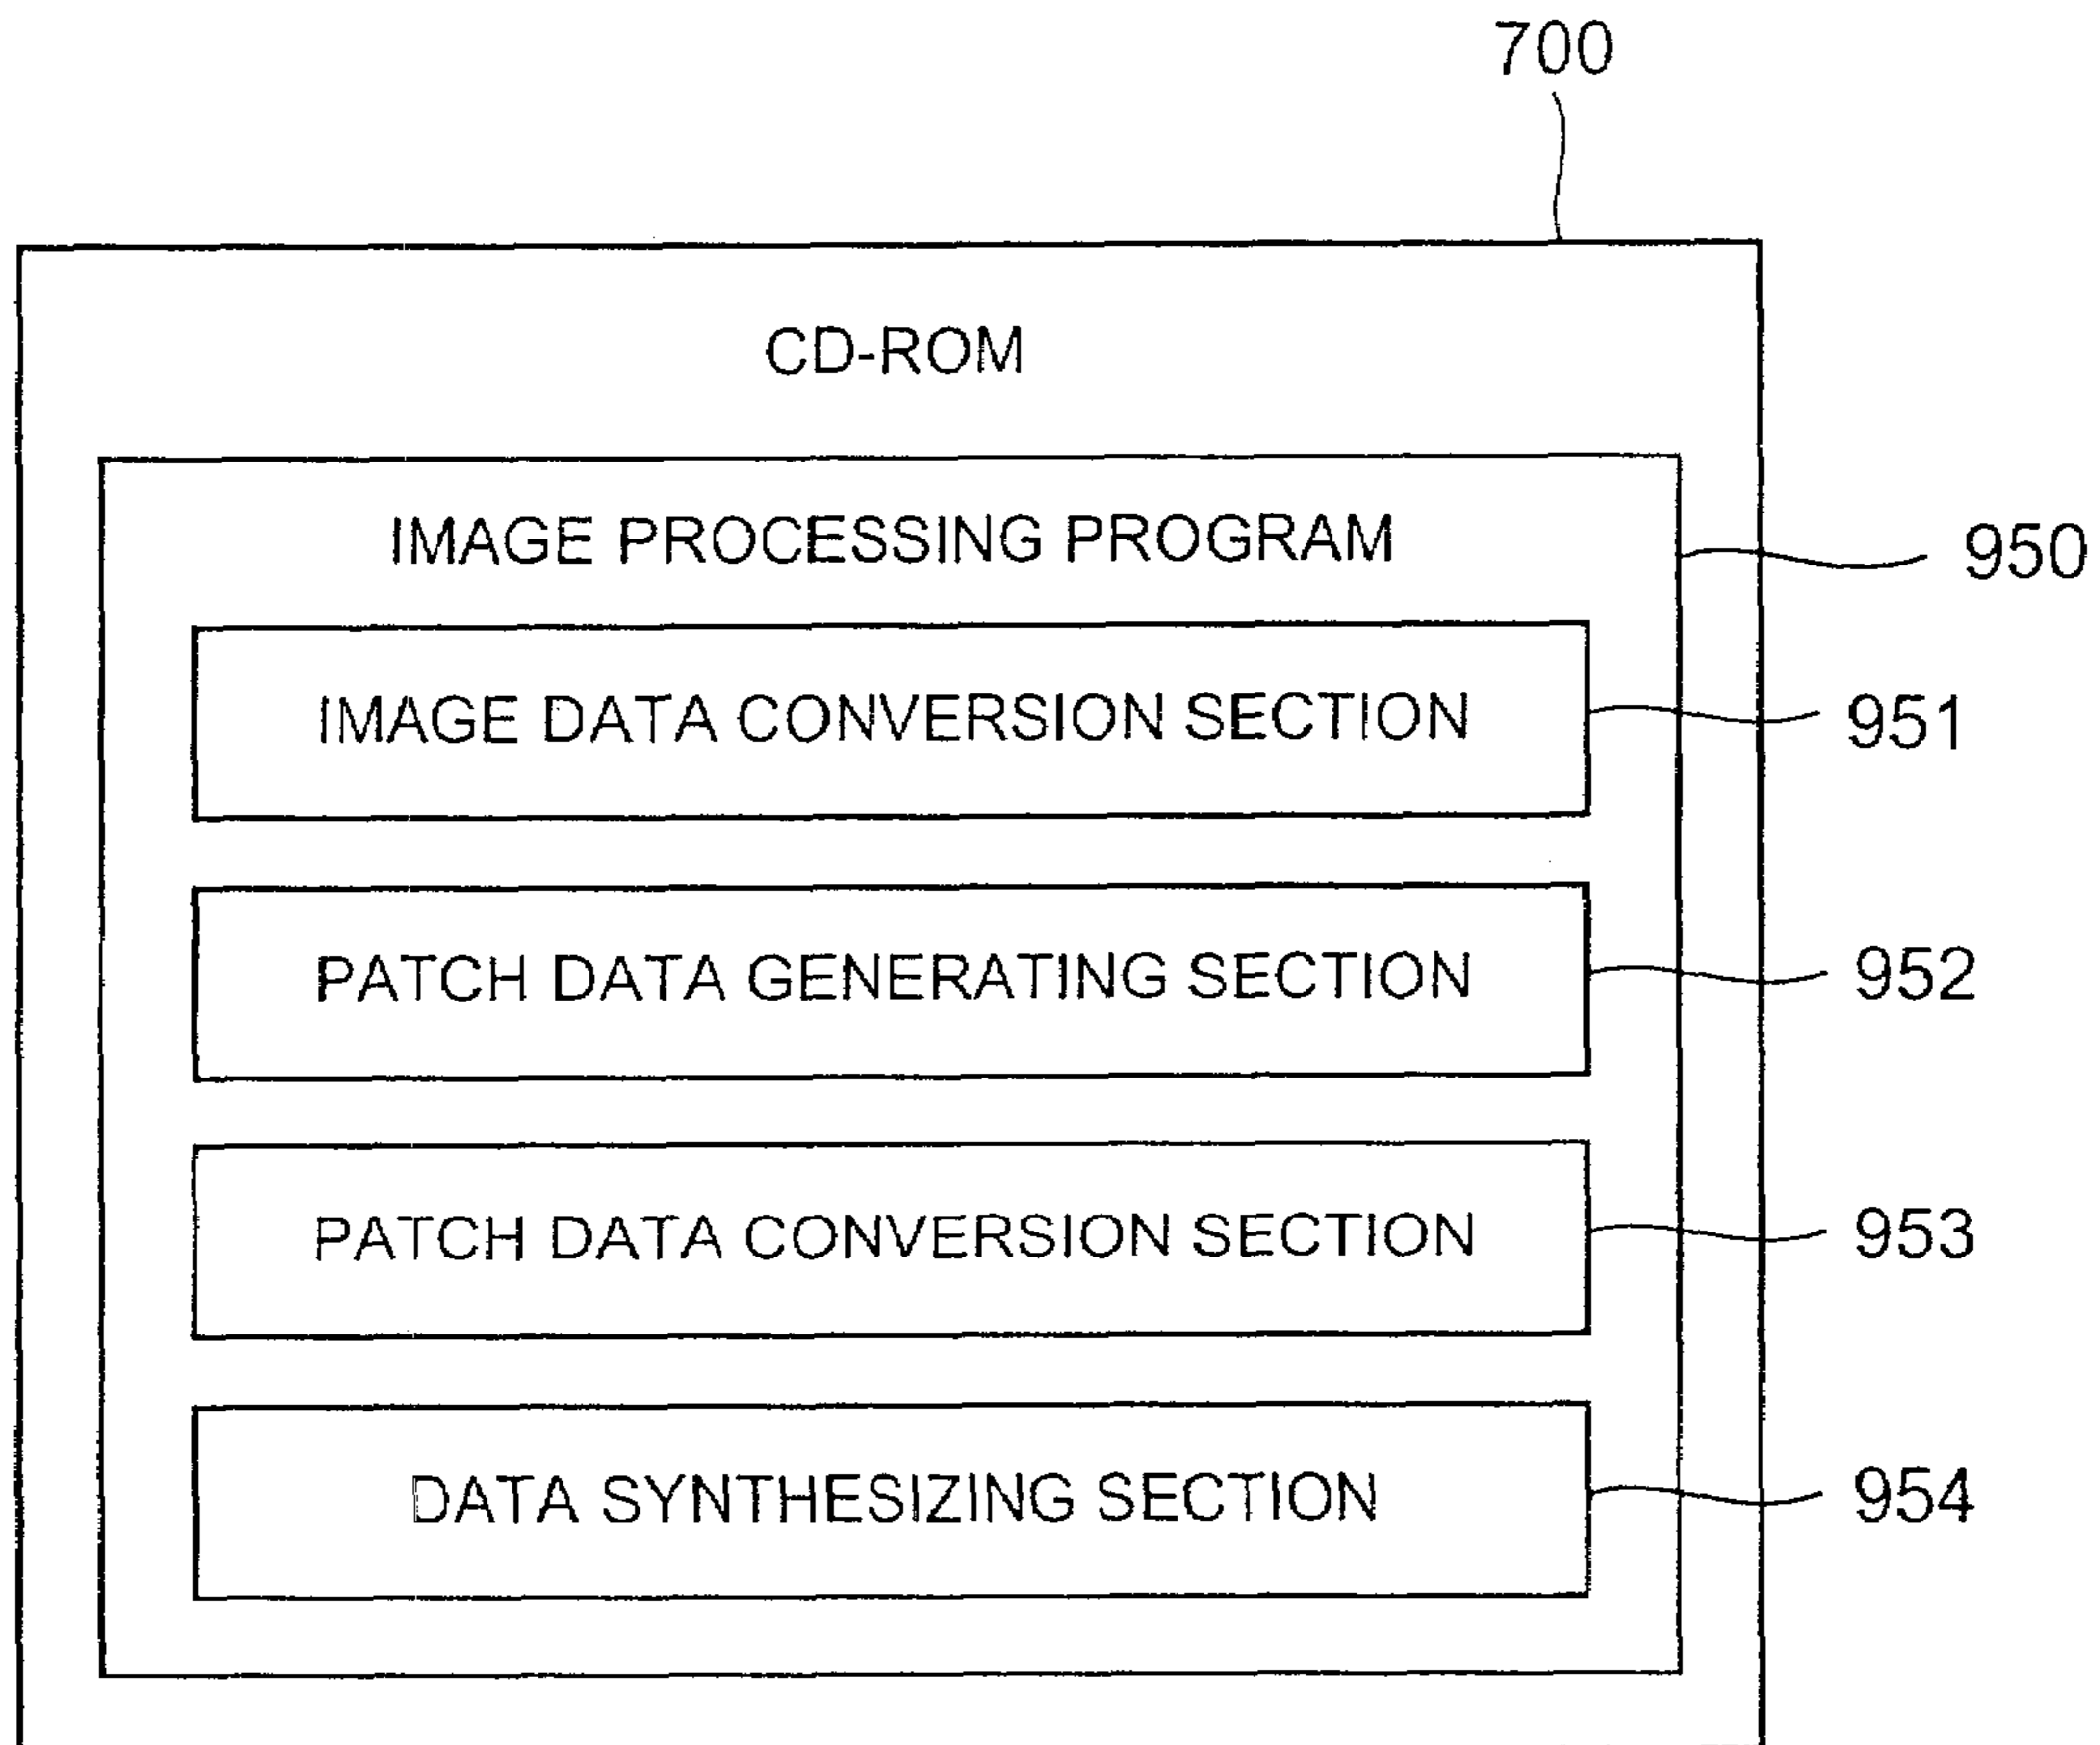 700
CD-ROM
IMAGE PROCESSING PROGRAM
950
IMAGE DATA CONVERSION SECTION
951
PATCH DATA GENERATING SECTION
952
PATCH DATA CONVERSION SECTION
953
DATA SYNTHESIZING SECTION
954